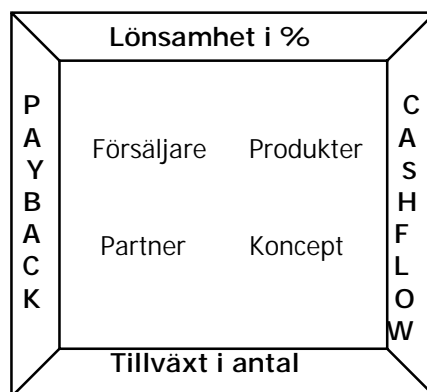 Lönsamhet i %
PAYBACK
Försäljare Produkter
Partner Koncept
CASHFLOW
Tillväxt i antal